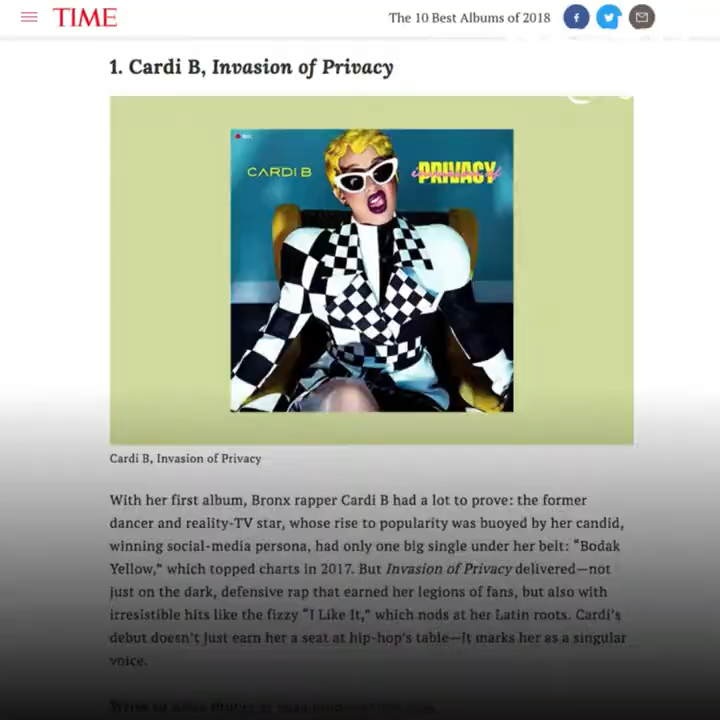 TIME
The 10 Best Albums of 2018
1. Cardi B, Invasion of Privacy
CARDI B
invasion of
PRIVACY
Cardi B, Invasion of Privacy
With her first album, Bronx rapper Cardi B had a lot to prove: the former
dancer and reality-TV star, whose rise to popularity was buoyed by her candid,
winning social-media persona, had only one big single under her belt: “Bodak
Yellow,” which topped charts in 2017. But Invasion of Privacy delivered—not
just on the dark, defensive rap that earned her legions of fans, but also with
irresistible hits like the fizzy “I Like It,” which nods at her Latin roots. Cardi's
debut doesn't just earn her a seat at hip-hop's table—it marks her as a singular
voice.